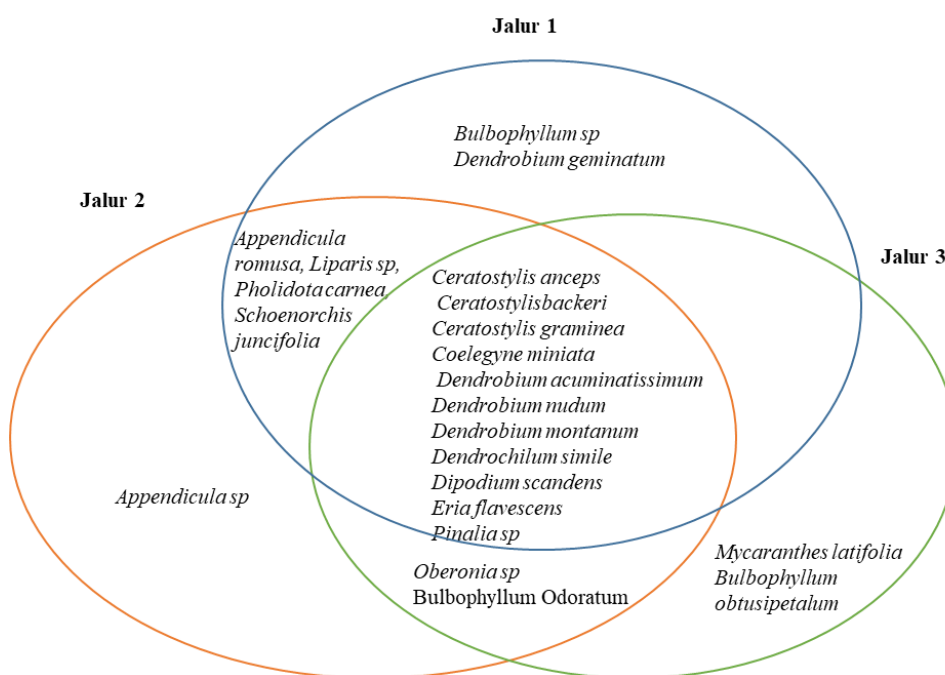 Jalur 1
Bulbophyllum sp
Dendrobium geminatum
Jalur 2
Appendicula
romusa, Liparis sp,
Pholidota carnea,
Schoenorchis
juncifolia
Jalur 3
Ceratostylis anceps
Ceratostylisbackeri
Ceratostylis graminea
Coelegyne miniata
Dendrobium acuminatissimum
Dendrobium nudum
Dendrobium montanum
Dendrochilum simile
Dipodium scandens
Eria flavescens
Pinalia sp
Appendicula sp
Oberonia sp
Bulbophyllum Odoratum
Mycaranthes latifolia
Bulbophyllum
obtusipetalum